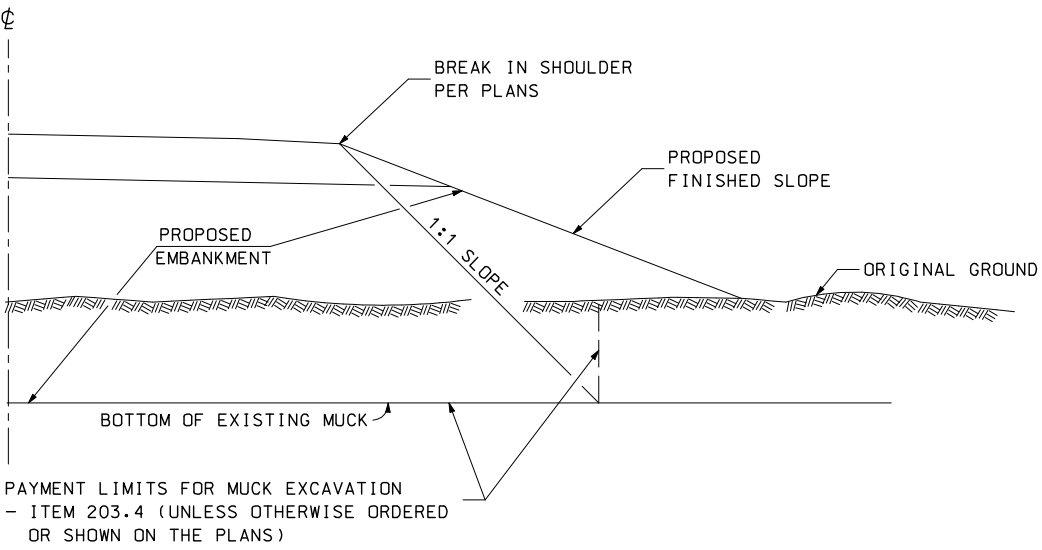 ℄
BREAK IN SHOULDER
PER PLANS
PROPOSED
FINISHED SLOPE
1:1 SLOPE
PROPOSED
EMBANKMENT
ORIGINAL GROUND
BOTTOM OF EXISTING MUCK
PAYMENT LIMITS FOR MUCK EXCAVATION
- ITEM 203.4 (UNLESS OTHERWISE ORDERED
OR SHOWN ON THE PLANS)